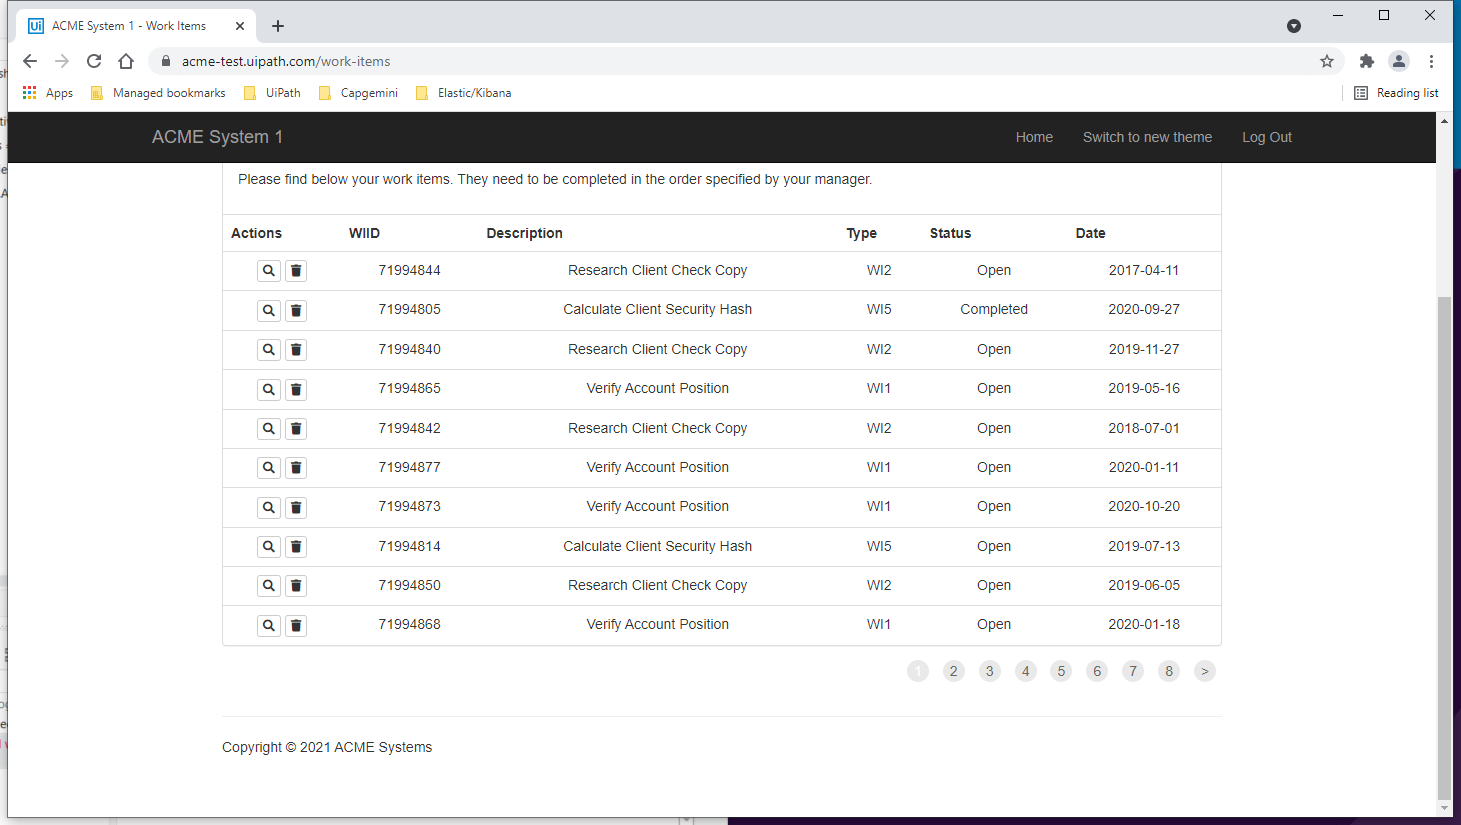 ACME System 1 - Work Items
acme-test.uipath.com/work-items
Apps Managed bookmarks UiPath Capgemini Elastic/Kibana Reading list
ACME System 1 Home Switch to new theme Log Out
Please find below your work items. They need to be completed in the order specified by your manager.
Actions WIID Description Type Status Date
71994844 Research Client Check Copy WI2 Open 2017-04-11
71994805 Calculate Client Security Hash WI5 Completed 2020-09-27
71994840 Research Client Check Copy WI2 Open 2019-11-27
71994865 Verify Account Position WI1 Open 2019-05-16
71994842 Research Client Check Copy WI2 Open 2018-07-01
71994877 Verify Account Position WI1 Open 2020-01-11
71994873 Verify Account Position WI1 Open 2020-10-20
71994814 Calculate Client Security Hash WI5 Open 2019-07-13
71994850 Research Client Check Copy WI2 Open 2019-06-05
71994868 Verify Account Position WI1 Open 2020-01-18
1 2 3 4 5 6 7 8 >
Copyright © 2021 ACME Systems